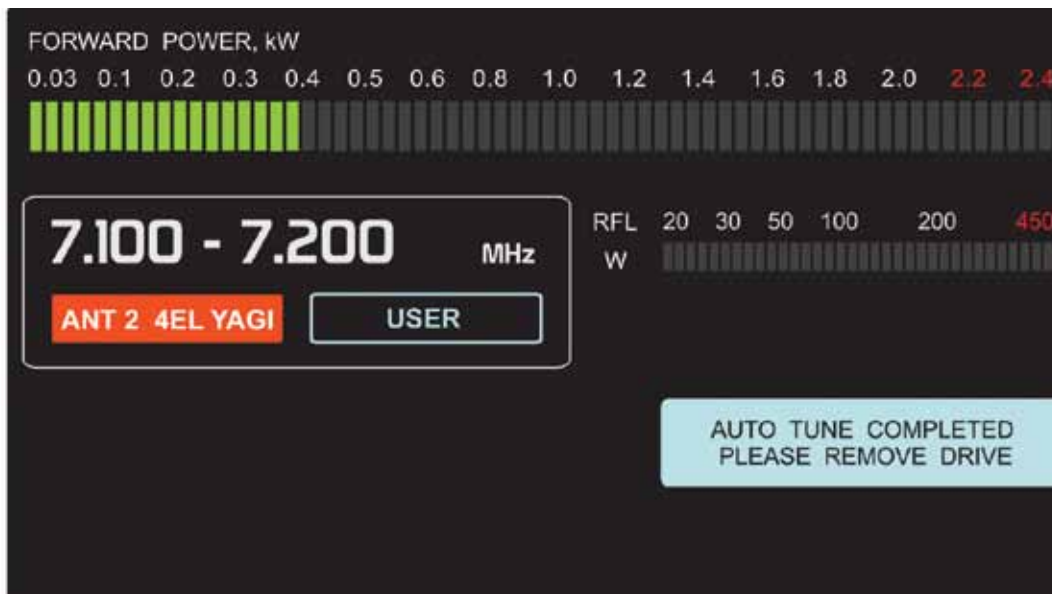 FORWARD POWER, kW
0.03 0.1 0.2 0.3 0.4 0.5 0.6 0.8 1.0 1.2 1.4 1.6 1.8 2.0 2.2 2.4
7.100 - 7.200 MHz
ANT 2 4EL YAGI USER
RFL 20 30 50 100 200 450
W
AUTO TUNE COMPLETED
PLEASE REMOVE DRIVE